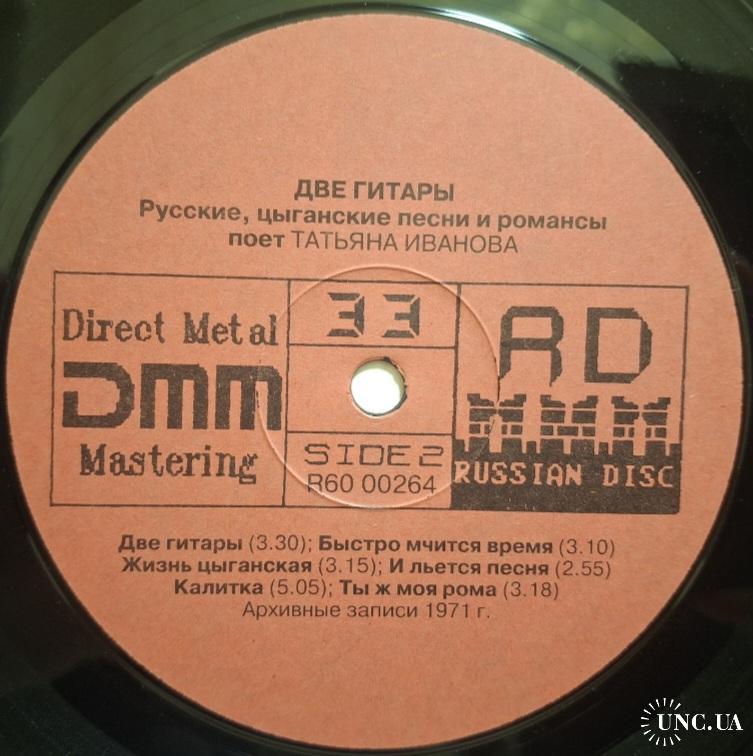 ДВЕ ГИТАРЫ
Русские, цыганские песни и романсы
поет ТАТЬЯНА ИВАНОВА
Direct Metal
DMM
Mastering
33
SIDE 2
R60 00264
RD
RUSSIAN DISC
Две гитары (3.30); Быстро мчится время (3.10)
Жизнь цыганская (3.15); И льется песня (2.55)
Калитка (5.05); Ты ж моя рома (3.18)
Архивные записи 1971 г.
UNC.UA